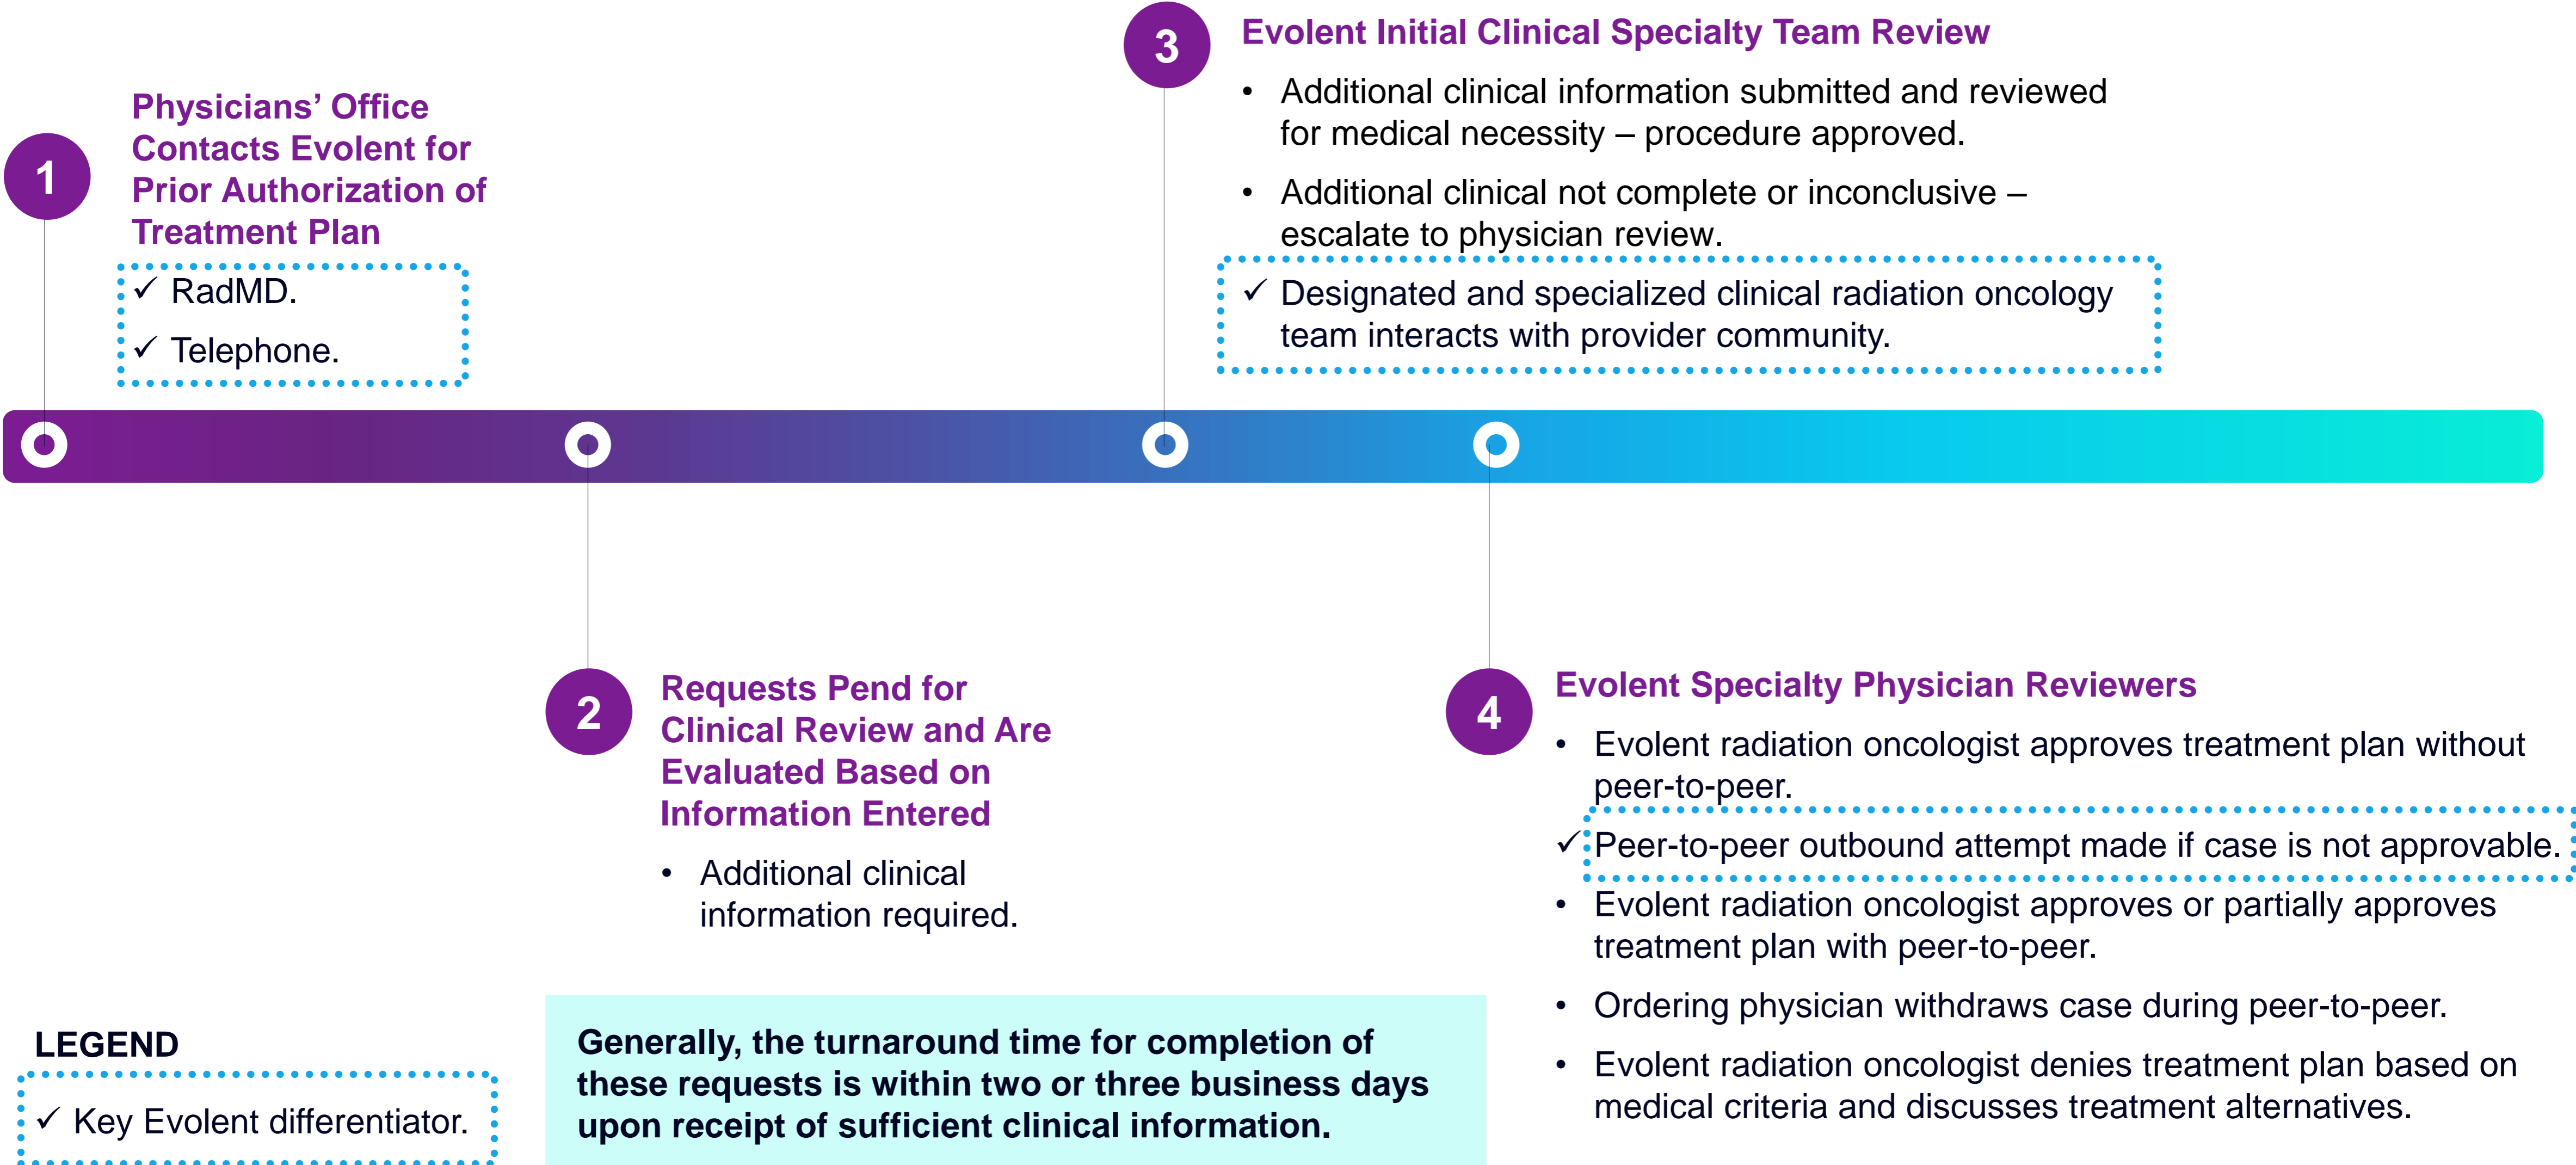 1
Physicians’ Office
Contacts Evolent for
Prior Authorization of
Treatment Plan
✓ RadMD.
✓ Telephone.
2
Requests Pend for
Clinical Review and Are
Evaluated Based on
Information Entered
• Additional clinical
information required.
3
Evolent Initial Clinical Specialty Team Review
• Additional clinical information submitted and reviewed
for medical necessity – procedure approved.
• Additional clinical not complete or inconclusive –
escalate to physician review.
✓ Designated and specialized clinical radiation oncology
team interacts with provider community.
4
Evolent Specialty Physician Reviewers
• Evolent radiation oncologist approves treatment plan without
peer-to-peer.
✓ Peer-to-peer outbound attempt made if case is not approvable.
• Evolent radiation oncologist approves or partially approves
treatment plan with peer-to-peer.
• Ordering physician withdraws case during peer-to-peer.
• Evolent radiation oncologist denies treatment plan based on
medical criteria and discusses treatment alternatives.
LEGEND
✓ Key Evolent differentiator.
Generally, the turnaround time for completion of
these requests is within two or three business days
upon receipt of sufficient clinical information.